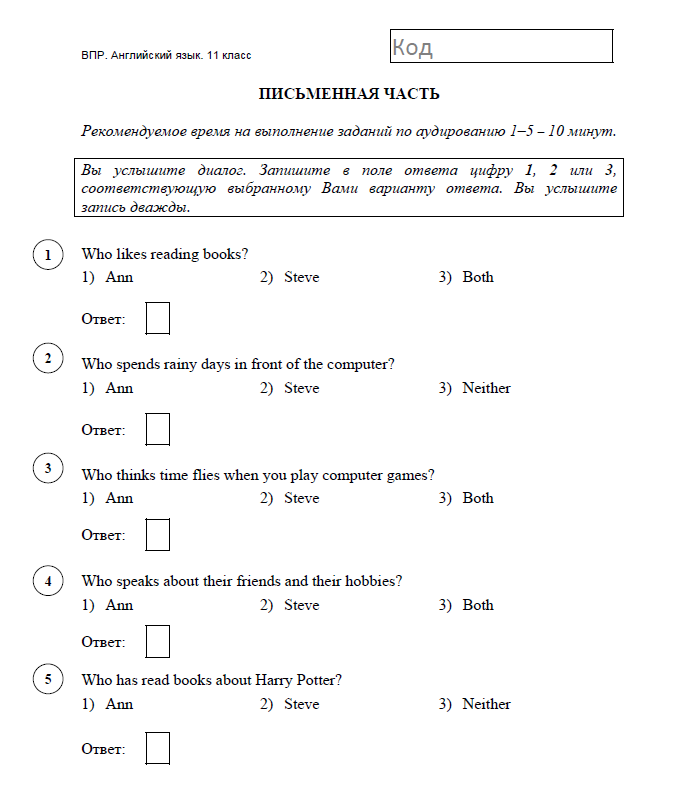 ВПР. Английский язык. 11 класс
Код
ПИСЬМЕННАЯ ЧАСТЬ
Рекомендуемое время на выполнение заданий по аудированию 1–5 – 10 минут.
Вы услышите диалог. Запишите в поле ответа цифру 1, 2 или 3,
соответствующую выбранному Вами варианту ответа. Вы услышите
запись дважды.
1 Who likes reading books?
1) Ann 2) Steve 3) Both
Ответ:
2 Who spends rainy days in front of the computer?
1) Ann 2) Steve 3) Neither
Ответ:
3 Who thinks time flies when you play computer games?
1) Ann 2) Steve 3) Both
Ответ:
4 Who speaks about their friends and their hobbies?
1) Ann 2) Steve 3) Both
Ответ:
5 Who has read books about Harry Potter?
1) Ann 2) Steve 3) Neither
Ответ: